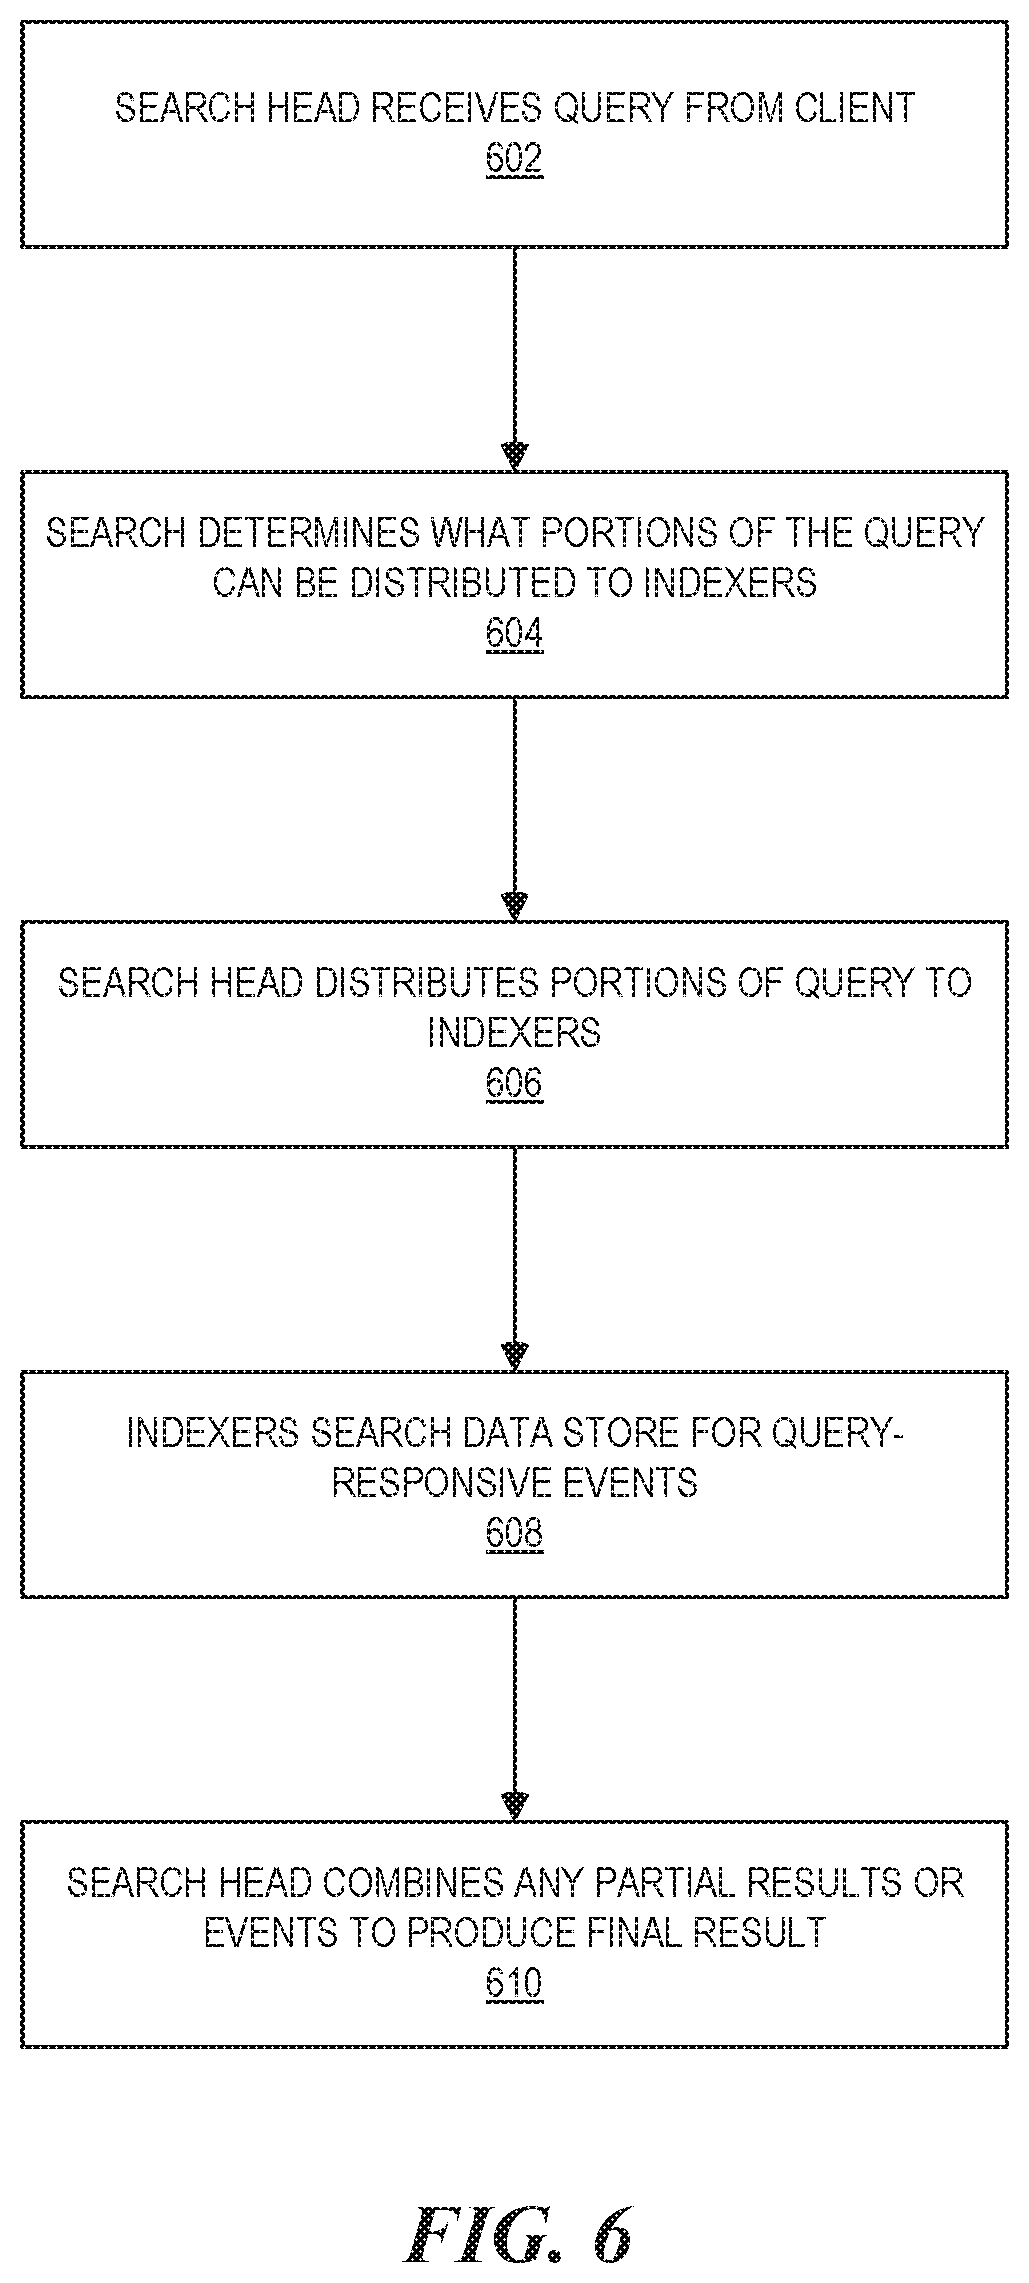 SEARCH HEAD RECEIVES QUERY FROM CLIENT
602
SEARCH DETERMINES WHAT PORTIONS OF THE QUERY
CAN BE DISTRIBUTED TO INDEXERS
604
SEARCH HEAD DISTRIBUTES PORTIONS OF QUERY TO
INDEXERS
606
INDEXERS SEARCH DATA STORE FOR QUERY-
RESPONSIVE EVENTS
608
SEARCH HEAD COMBINES ANY PARTIAL RESULTS OR
EVENTS TO PRODUCE FINAL RESULT
610
FIG. 6